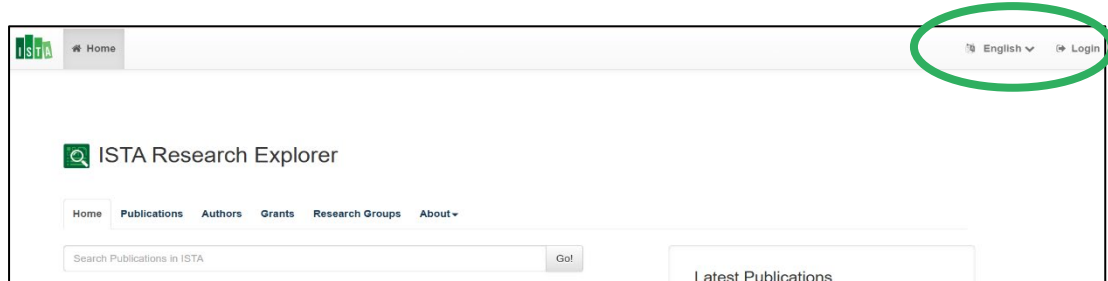 ISTA Home English Login
ISTA Research Explorer
Home Publications Authors Grants Research Groups About
Search Publications in ISTA Go!
Latest Publications